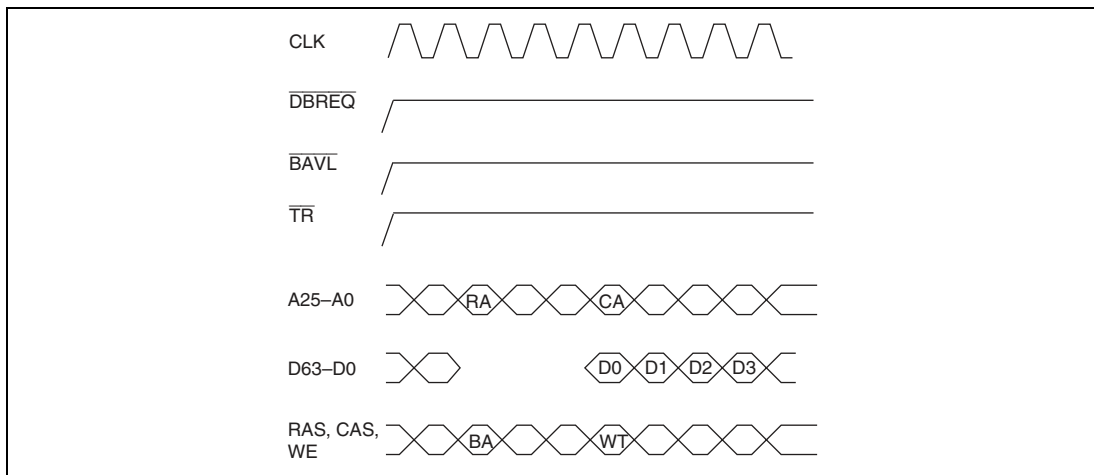 CLK
DBREQ
BAVL
TR
A25–A0 RA CA
D63–D0 D0 D1 D2 D3
RAS, CAS,
WE BA WT